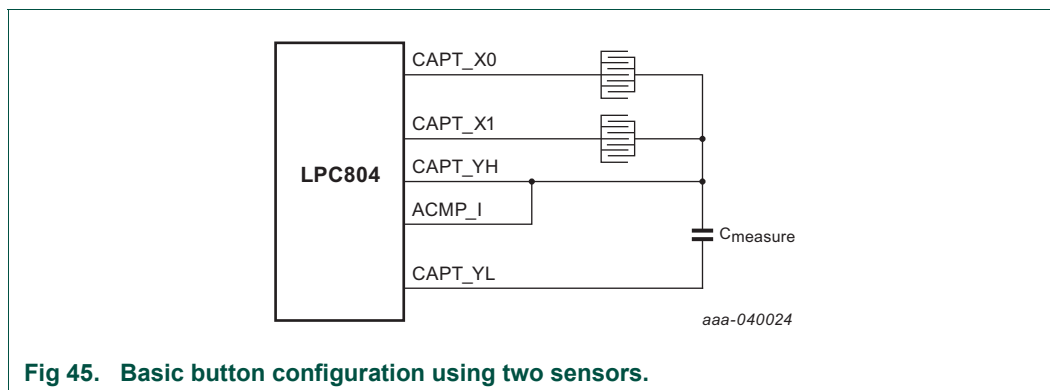 CAPT_X0
CAPT_X1
LPC804
CAPT_YH
ACMP_I
Cmeasure
CAPT_YL
aaa-040024
Fig 45. Basic button configuration using two sensors.